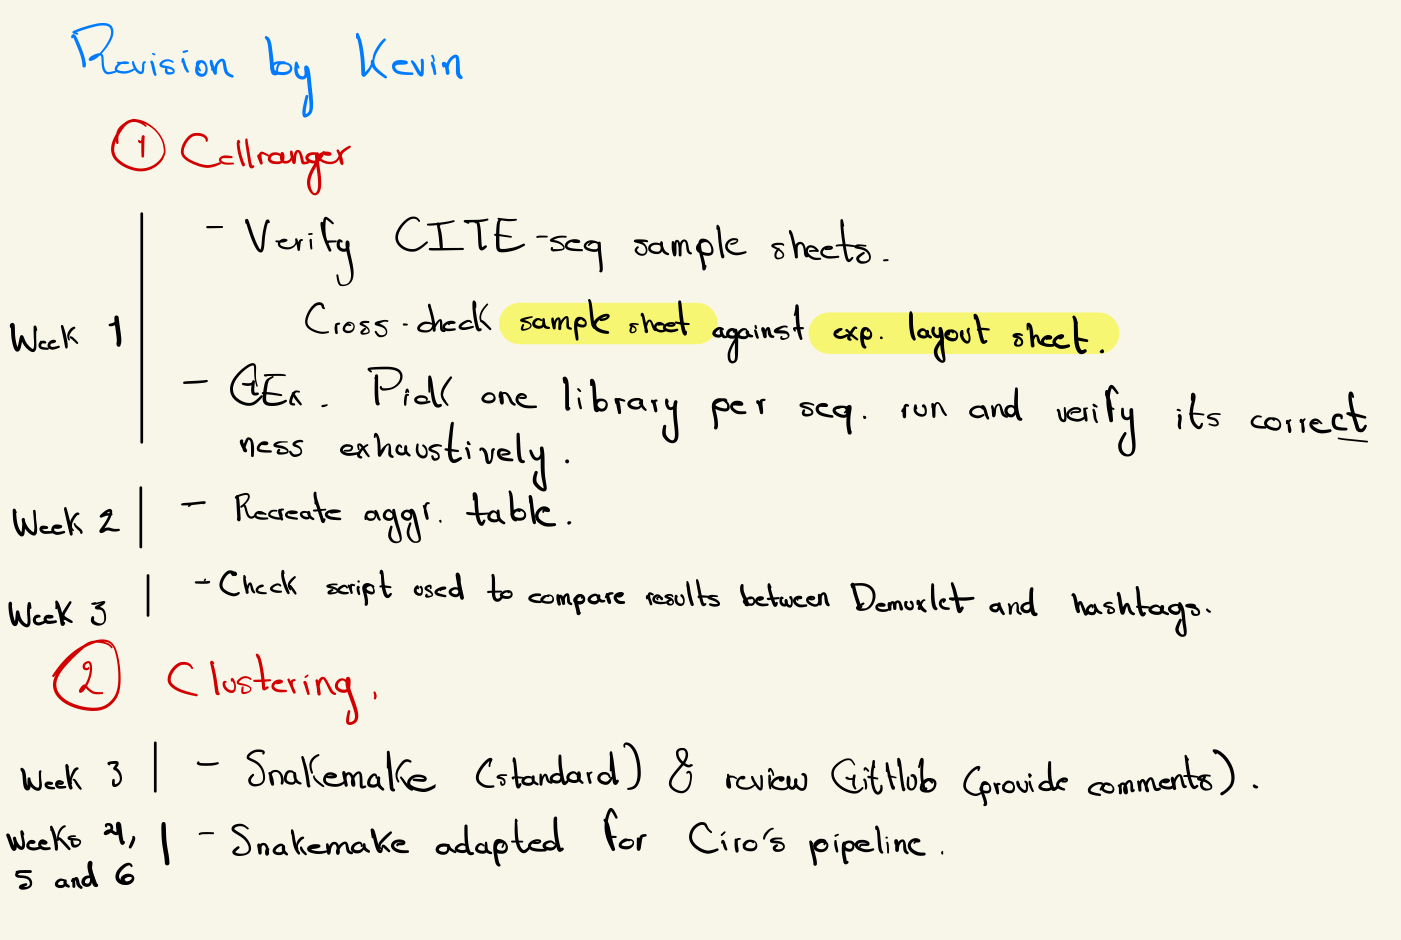 Revision by Kevin
1 Cellranger
- Verify CITE-seq sample sheets.
Week 1
Cross-check sample sheet against exp. layout sheet.
- GEx. Pick one library per seq. run and verify its correct
ness exhaustively.
Week 2 - Recreate aggr. table.
Week 3 - Check script used to compare results between Demuxlet and hashtags.
2 Clustering.
Week 3 - Snakemake (standard) & review GitHub (provide comments).
Weeks 4, - Snakemake adapted for Ciro's pipeline.
5 and 6